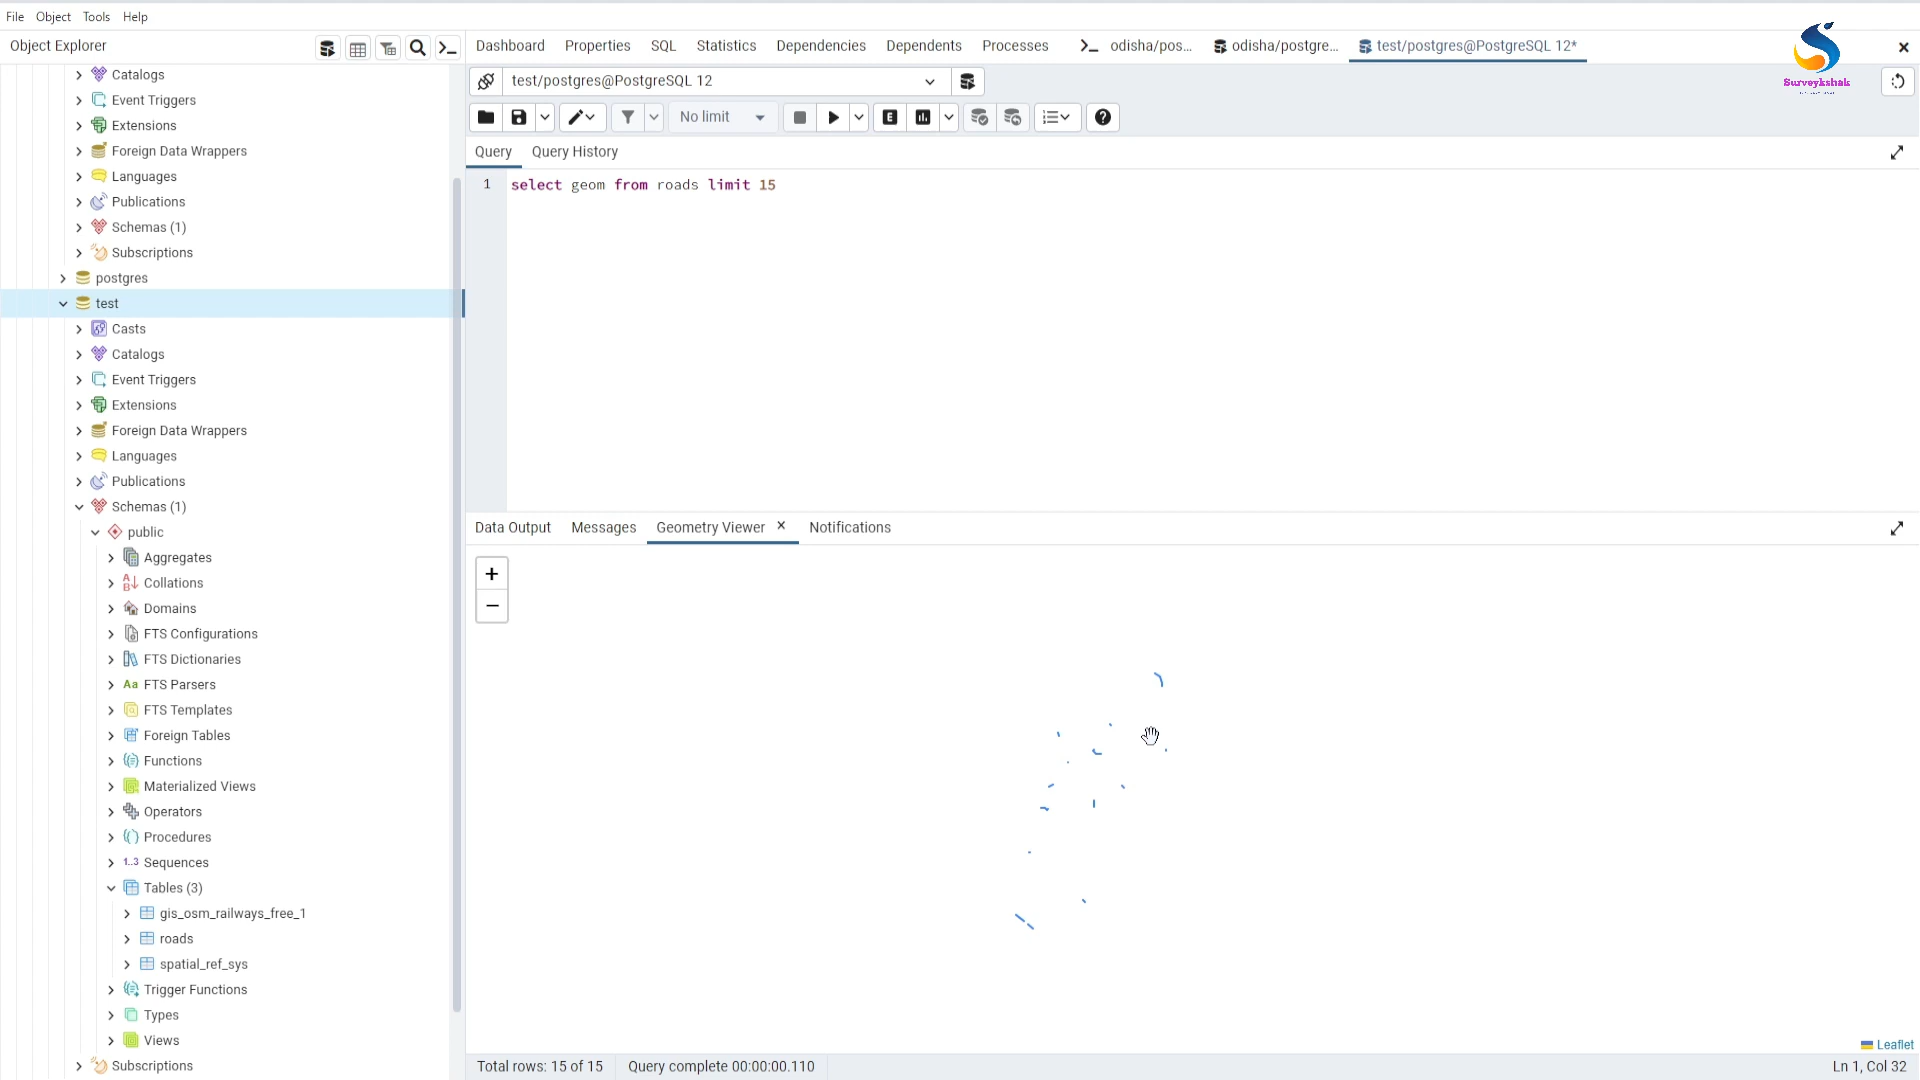 File Object Tools Help
Object Explorer
Dashboard Properties SQL Statistics Dependencies Dependents Processes odisha/pos... odisha/postgre... test/postgres@PostgreSQL 12*
Surveykshak
test/postgres@PostgreSQL 12
No limit
Query Query History
1 select geom from roads limit 15
Catalogs
Event Triggers
Extensions
Foreign Data Wrappers
Languages
Publications
Schemas (1)
Subscriptions
postgres
test
Casts
Catalogs
Event Triggers
Extensions
Foreign Data Wrappers
Languages
Publications
Schemas (1)
public
Aggregates
Collations
Domains
FTS Configurations
FTS Dictionaries
Aa FTS Parsers
FTS Templates
Foreign Tables
Functions
Materialized Views
Operators
Procedures
1..3 Sequences
Tables (3)
gis_osm_railways_free_1
roads
spatial_ref_sys
Trigger Functions
Types
Views
Subscriptions
Data Output Messages Geometry Viewer Notifications
+
−
Leaflet
Total rows: 15 of 15 Query complete 00:00:00.110 Ln 1, Col 32